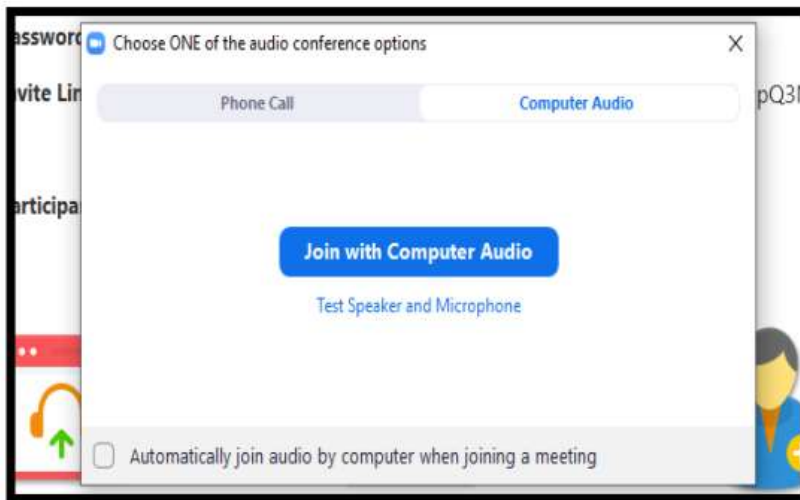 Choose ONE of the audio conference options
Phone Call
Computer Audio
Join with Computer Audio
Test Speaker and Microphone
Automatically join audio by computer when joining a meeting